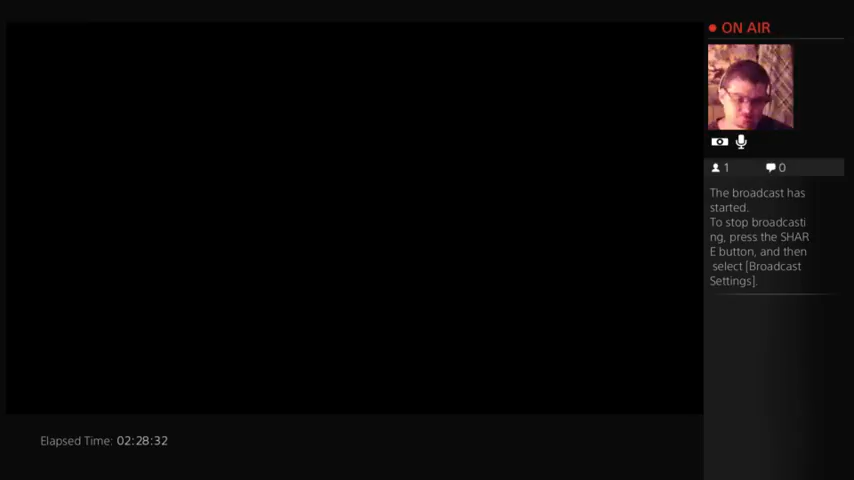 ON AIR
1 0
The broadcast has
started.
To stop broadcasti
ng, press the SHAR
E button, and then
select [Broadcast
Settings].
Elapsed Time: 02:28:32